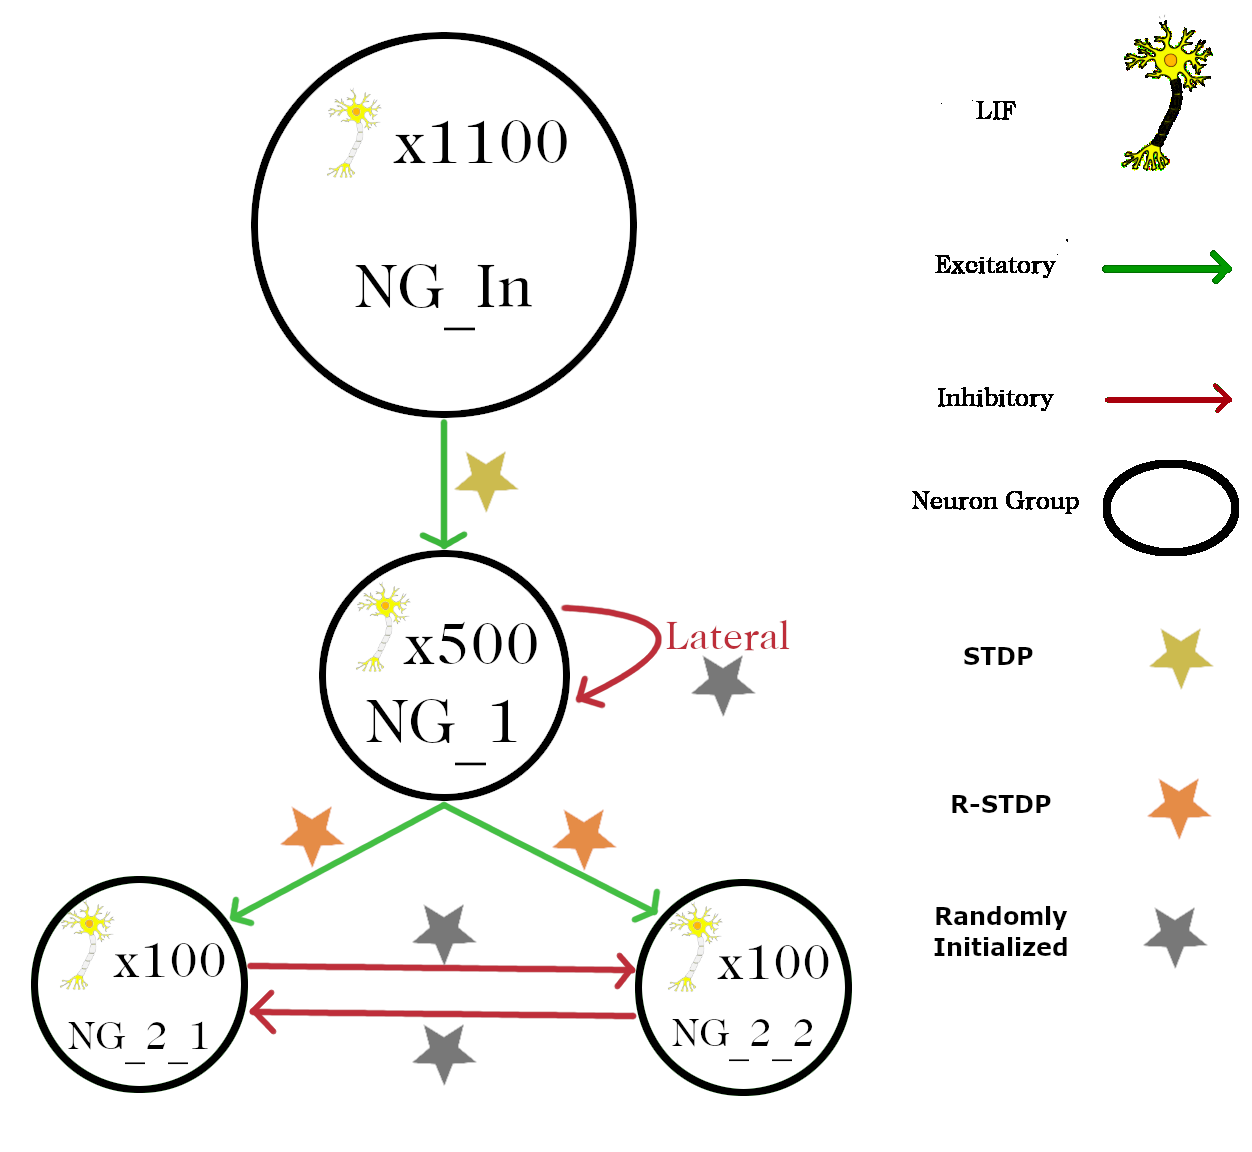 x1100
NG_In
x500
NG_1
Lateral
x100
NG_2_1
x100
NG_2_2
LIF
Excitatory
Inhibitory
Neuron Group
STDP
R-STDP
Randomly
Initialized